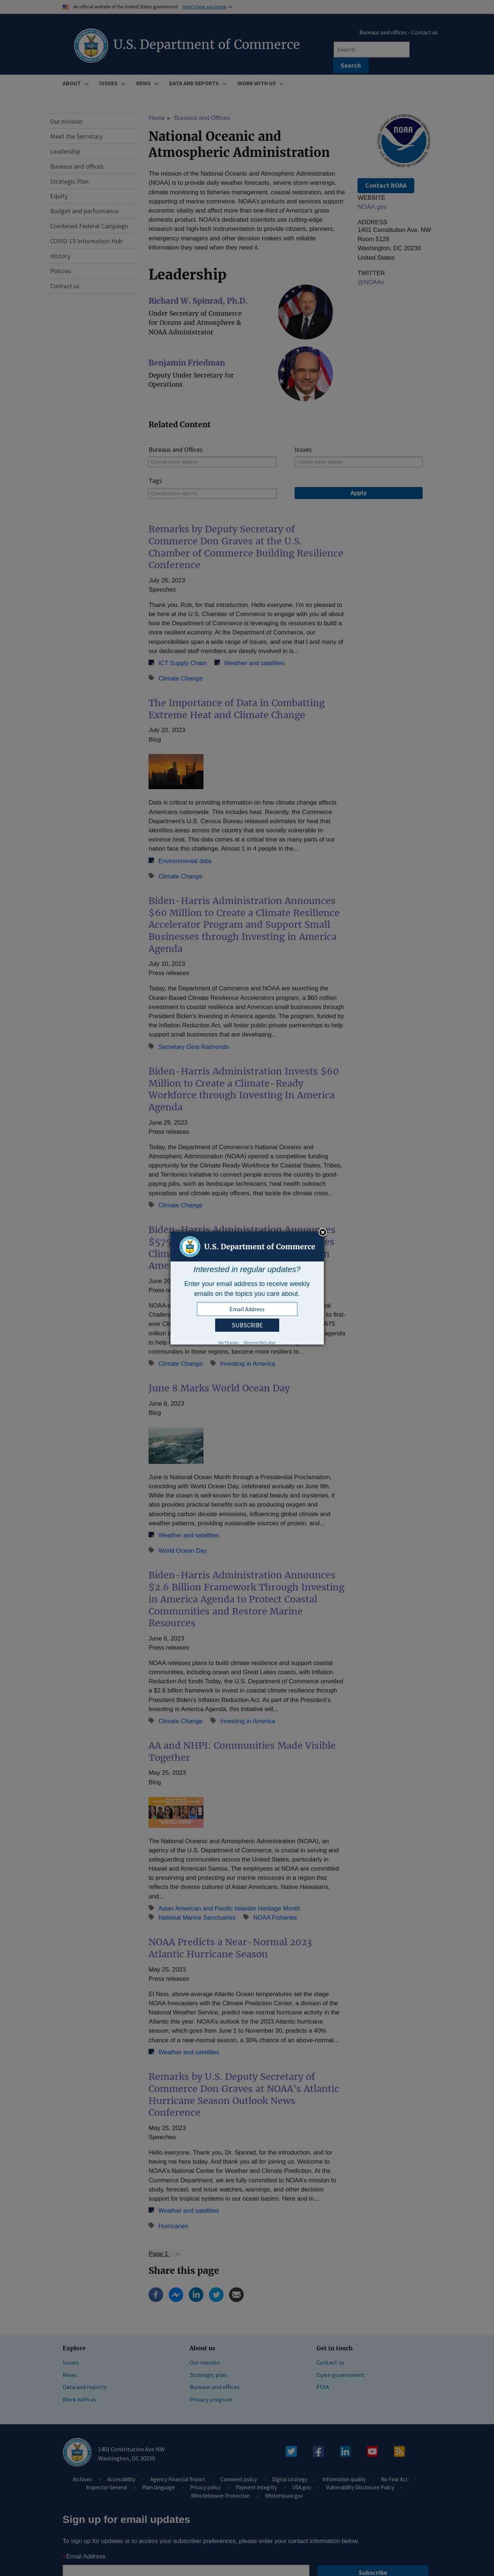 An official website of the United States government Here's how you know
U.S. Department of Commerce
Bureaus and offices Contact us
Search
Search
ABOUT ISSUES NEWS DATA AND REPORTS WORK WITH US
Our mission
Meet the Secretary
Leadership
Bureaus and offices
Strategic Plan
Equity
Budget and performance
Combined Federal Campaign
COVID-19 Information Hub
History
Policies
Contact us
Home Bureaus and Offices
National Oceanic and
Atmospheric Administration
The mission of the National Oceanic and Atmospheric Administration
(NOAA) is to provide daily weather forecasts, severe storm warnings,
climate monitoring to fisheries management, coastal restoration, and the
supporting of marine commerce. NOAA's products and services support
economic vitality and affect more than one-third of America's gross
domestic product. NOAA's dedicated scientists use cutting-edge
research and high-tech instrumentation to provide citizens, planners,
emergency managers and other decision makers with reliable
information they need when they need it.
NOAA
Contact NOAA
WEBSITE
NOAA.gov
ADDRESS
1401 Constitution Ave. NW
Room 5128
Washington, DC 20230
United States
TWITTER
@NOAA
Leadership
Richard W. Spinrad, Ph.D.
Under Secretary of Commerce
for Oceans and Atmosphere &
NOAA Administrator
Benjamin Friedman
Deputy Under Secretary for
Operations
Related Content
Bureaus and Offices Issues
Choose some options Choose some options
Tags
Choose some options Apply
Remarks by Deputy Secretary of
Commerce Don Graves at the U.S.
Chamber of Commerce Building Resilience
Conference
July 26, 2023
Speeches
Thank you, Rob, for that introduction. Hello everyone. I'm so pleased to
be here at the U.S. Chamber of Commerce to engage with you all about
how the Department of Commerce is leveraging its resources to build a
more resilient economy. At the Department of Commerce, our
responsibilities span a wide range of issues, and one that I and many of
our dedicated staff members are deeply involved in is...
ICT Supply Chain Weather and satellites
Climate Change
The Importance of Data in Combatting
Extreme Heat and Climate Change
July 20, 2023
Blog
Data is critical to providing information on how climate change affects
Americans nationwide. This includes heat. Recently, the Commerce
Department's U.S. Census Bureau released estimates for heat that
identifies areas across the country that are socially vulnerable to
extreme heat. This data comes at a critical time as many parts of our
nation face this challenge. Almost 1 in 4 people in the...
Environmental data
Climate Change
Biden-Harris Administration Announces
$60 Million to Create a Climate Resilience
Accelerator Program and Support Small
Businesses through Investing in America
Agenda
July 10, 2023
Press releases
Today, the Department of Commerce and NOAA are launching the
Ocean-Based Climate Resilience Accelerators program, a $60 million
investment in coastal resilience and American small businesses through
President Biden's Investing in America agenda. The program, funded by
the Inflation Reduction Act, will foster public-private partnerships to help
support small businesses that are developing...
Secretary Gina Raimondo
Biden-Harris Administration Invests $60
Million to Create a Climate-Ready
Workforce through Investing In America
Agenda
June 29, 2023
Press releases
Today, the Department of Commerce's National Oceanic and
Atmospheric Administration (NOAA) opened a competitive funding
opportunity for the Climate Ready Workforce for Coastal States, Tribes,
and Territories Initiative to connect people across the country to good-
paying jobs, such as landscape technicians, heat health outreach
specialists and climate equity officers, that tackle the climate crisis...
Climate Change
Biden-Harris Administration Announces
U.S. Department of Commerce
Interested in regular updates?
Enter your email address to receive weekly
emails on the topics you care about.
Email Address
SUBSCRIBE
No Thanks Remind Me Later
Climate Change Investing in America
June 8 Marks World Ocean Day
June 8, 2023
Blog
June is National Ocean Month through a Presidential Proclamation,
coinciding with World Ocean Day, celebrated annually on June 8th.
While the ocean is well-known for its natural beauty and mysteries, it
also provides practical benefits such as producing oxygen and
absorbing carbon dioxide emissions, influencing global climate and
weather patterns, providing sustainable sources of protein, and...
Weather and satellites
World Ocean Day
Biden-Harris Administration Announces
$2.6 Billion Framework Through Investing
in America Agenda to Protect Coastal
Communities and Restore Marine
Resources
June 6, 2023
Press releases
NOAA releases plans to build climate resilience and support coastal
communities, including ocean and Great Lakes coasts, with Inflation
Reduction Act funds Today, the U.S. Department of Commerce unveiled
a $2.6 billion framework to invest in coastal climate resilience through
President Biden's Inflation Reduction Act. As part of the President's
Investing in America Agenda, this initiative will...
Climate Change Investing in America
AA and NHPI: Communities Made Visible
Together
May 25, 2023
Blog
The National Oceanic and Atmospheric Administration (NOAA), an
agency of the U.S. Department of Commerce, is crucial in serving and
safeguarding communities across the United States, particularly in
Hawaii and American Samoa. The employees at NOAA are committed
to preserving and protecting our marine resources in a region that
reflects the diverse cultures of Asian Americans, Native Hawaiians,
and...
Asian American and Pacific Islander Heritage Month
National Marine Sanctuaries NOAA Fisheries
NOAA Predicts a Near-Normal 2023
Atlantic Hurricane Season
May 25, 2023
Press releases
El Nino, above-average Atlantic Ocean temperatures set the stage
NOAA forecasters with the Climate Prediction Center, a division of the
National Weather Service, predict near-normal hurricane activity in the
Atlantic this year. NOAA's outlook for the 2023 Atlantic hurricane
season, which goes from June 1 to November 30, predicts a 40%
chance of a near-normal season, a 30% chance of an above-normal...
Weather and satellites
Remarks by U.S. Deputy Secretary of
Commerce Don Graves at NOAA's Atlantic
Hurricane Season Outlook News
Conference
May 25, 2023
Speeches
Hello everyone. Thank you, Dr. Spinrad, for the introduction, and for
having me here today. And thank you all for joining us. Welcome to
NOAA's National Center for Weather and Climate Prediction. At the
Commerce Department, we are fully committed to NOAA's mission to
study, forecast, and issue watches, warnings, and other decision
support for tropical systems in our ocean basins. Here and in...
Weather and satellites
Hurricanes
Page 1
Share this page
Explore About us Get in touch
Issues Our mission Contact us
News Strategic plan Open government
Data and reports Bureaus and offices FOIA
Work with us Privacy program
1401 Constitution Ave NW
Washington, DC 20230
Archives Accessibility Agency Financial Report Comment policy Digital strategy Information quality No Fear Act
Inspector General Plain language Privacy policy Payment Integrity USA.gov Vulnerability Disclosure Policy
Whistleblower Protection WhiteHouse.gov
Sign up for email updates
To sign up for updates or to access your subscriber preferences, please enter your contact information below.
*Email Address
Subscribe